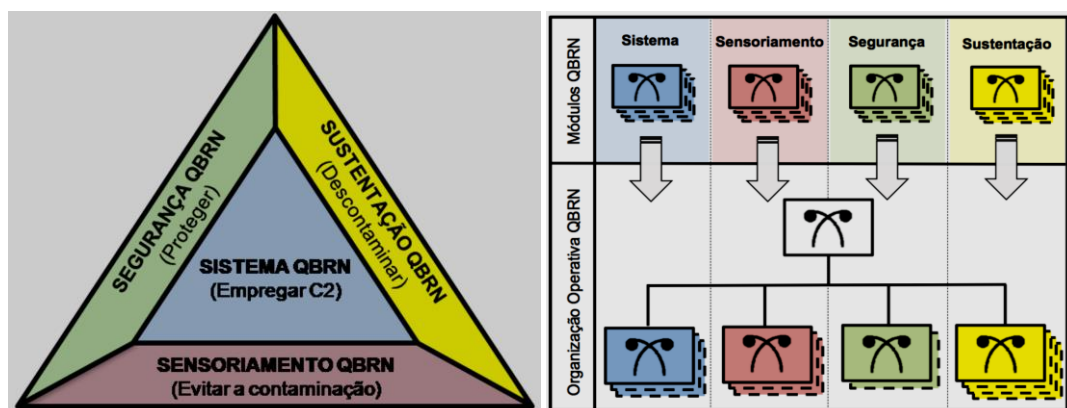 SEGURANÇA QBRN
(Proteger)
SUSTENTAÇÃO QBRN
(Descontaminar)
SISTEMA QBRN
(Empregar C2)
SENSORIAMENTO QBRN
(Evitar a contaminação)
Módulos QBRN
Sistema
Sensoriamento
Segurança
Sustentação
Organização Operativa QBRN